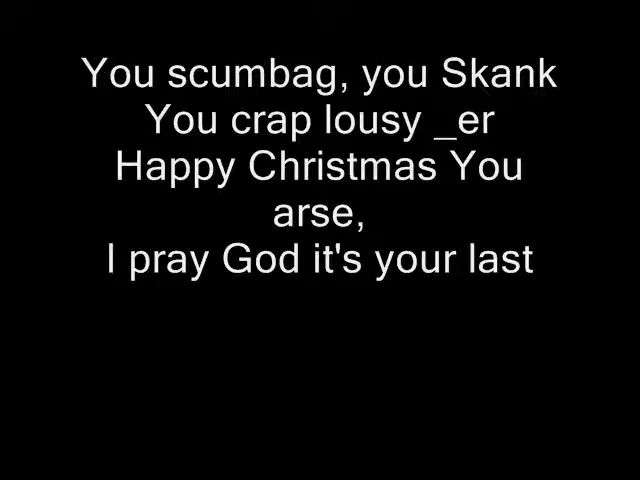 You scumbag, you Skank
You crap lousy _er
Happy Christmas You
arse,
I pray God it's your last